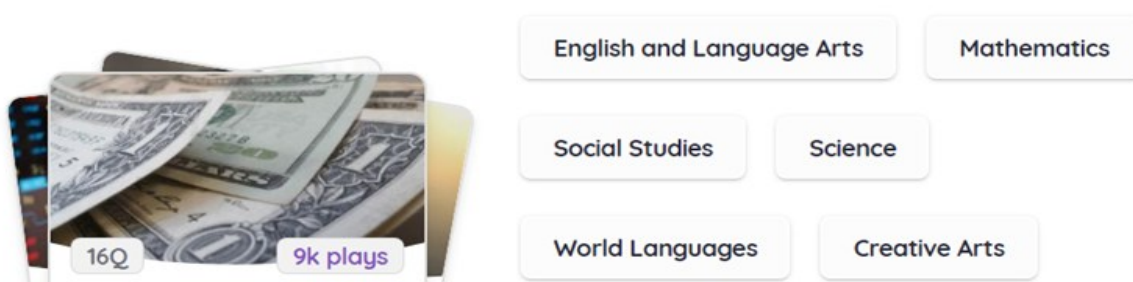 English and Language Arts
Mathematics
Social Studies
Science
World Languages
Creative Arts
16Q
9k plays